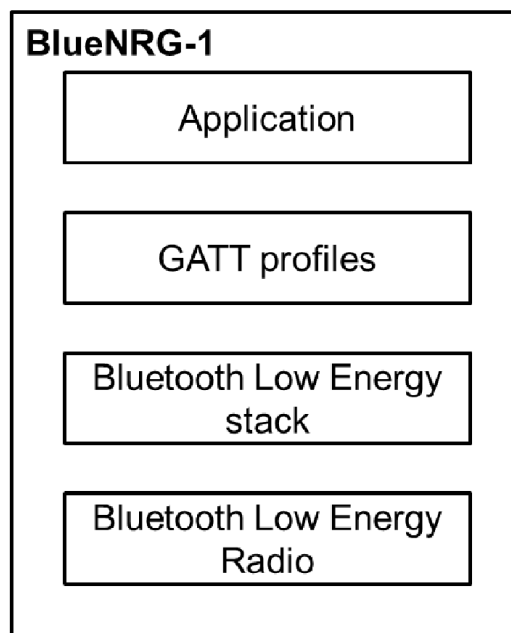 BlueNRG-1
Application
GATT profiles
Bluetooth Low Energy
stack
Bluetooth Low Energy
Radio